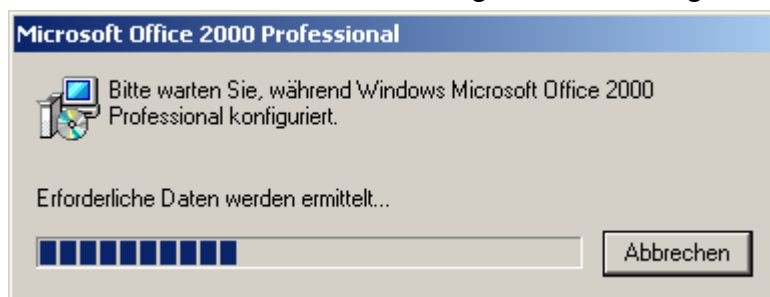 Microsoft Office 2000 Professional
Bitte warten Sie, während Windows Microsoft Office 2000
Professional konfiguriert.
Erforderliche Daten werden ermittelt...
Abbrechen